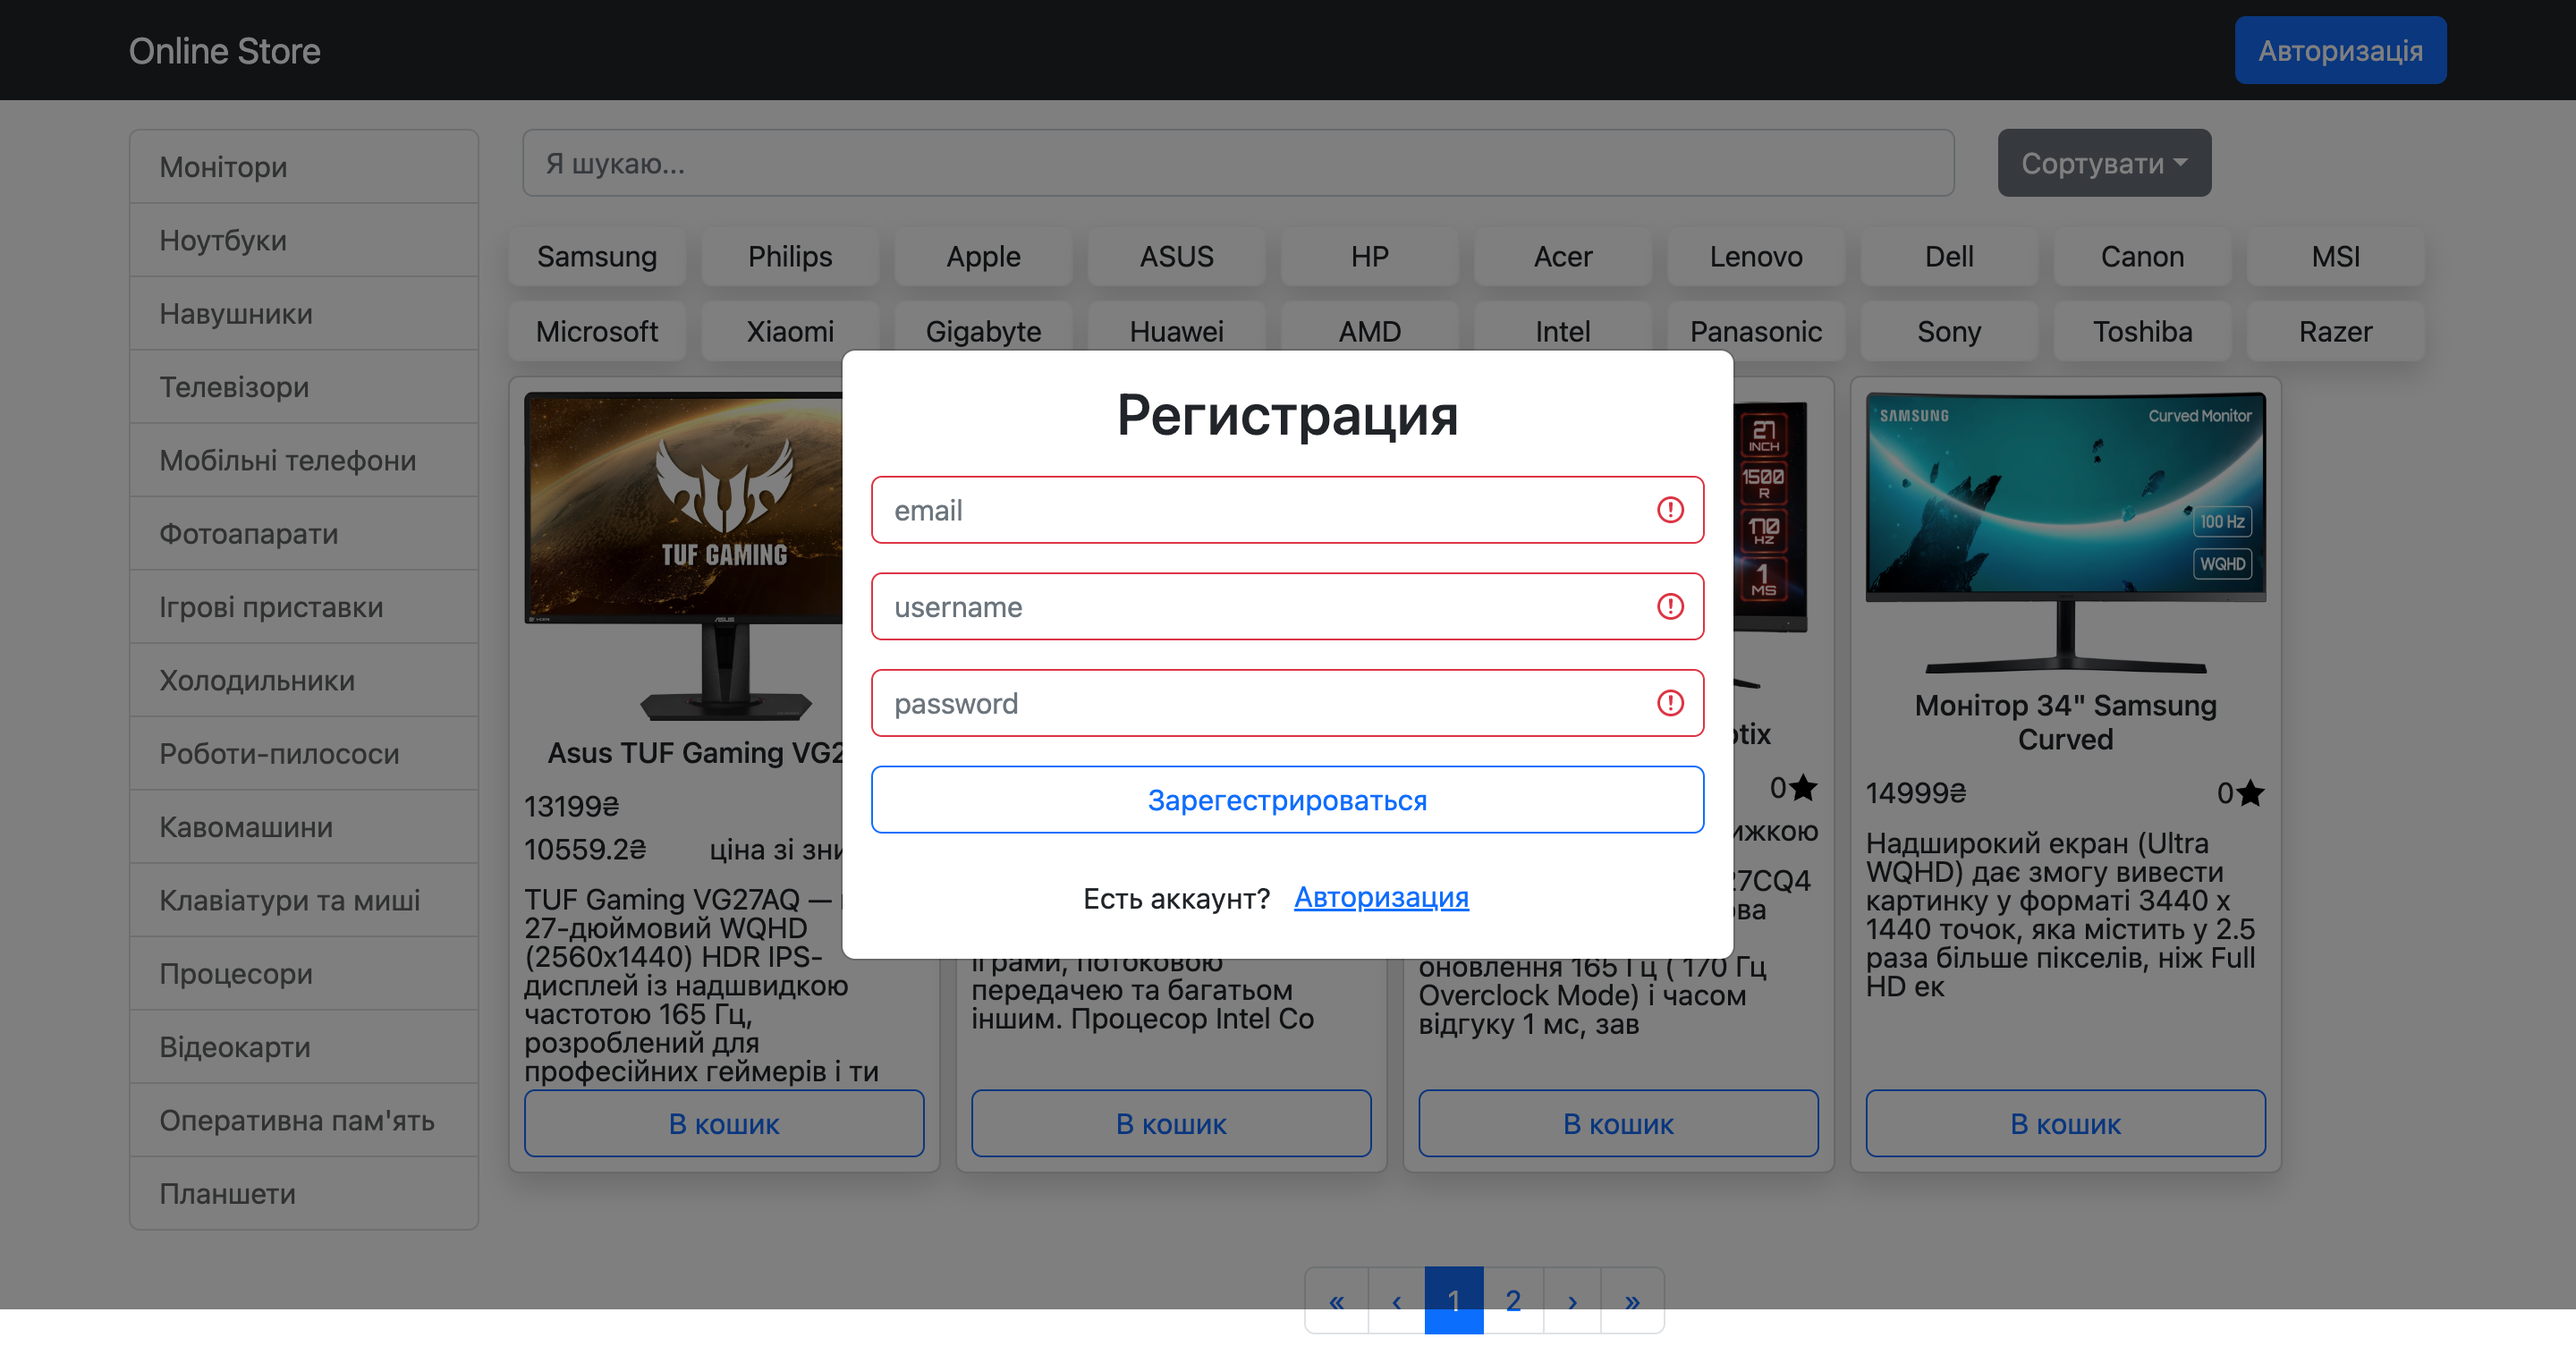 Online Store
Авторизація
Монітори
Ноутбуки
Навушники
Телевізори
Мобільні телефони
Фотоапарати
Ігрові приставки
Холодильники
Роботи-пилососи
Кавомашини
Клавіатури та миші
Процесори
Відеокарти
Оперативна пам'ять
Планшети
Я шукаю...
Сортувати
Samsung Philips Apple ASUS HP Acer Lenovo Dell Canon MSI
Microsoft Xiaomi Gigabyte Huawei AMD Intel Panasonic Sony Toshiba Razer
Регистрация
email
username
password
Зарегестрироваться
Есть аккаунт? Авторизация
TUF GAMING
Asus TUF Gaming VG2
13199₴
10559.2₴ ціна зі
TUF Gaming VG27AQ —
27-дюймовий WQHD
(2560x1440) HDR IPS-
дисплей із надшвидкою
частотою 165 Гц,
розроблений для
професійних геймерів і ти
В кошик
іграми, потоковою
передачею та багатьом
іншим. Процесор Intel Co
В кошик
27
INCH
1500
R
170
HZ
1
MS
0
27CQ4
оновлення 165 Гц ( 170 Гц
Overclock Mode) і часом
відгуку 1 мс, зав
В кошик
SAMSUNG
Curved Monitor
100 Hz
WQHD
Монітор 34" Samsung
Curved
14999₴ 0
Надширокий екран (Ultra
WQHD) дає змогу вивести
картинку у форматі 3440 x
1440 точок, яка містить у 2.5
раза більше пікселів, ніж Full
HD ек
В кошик
« ‹ 1 2 › »